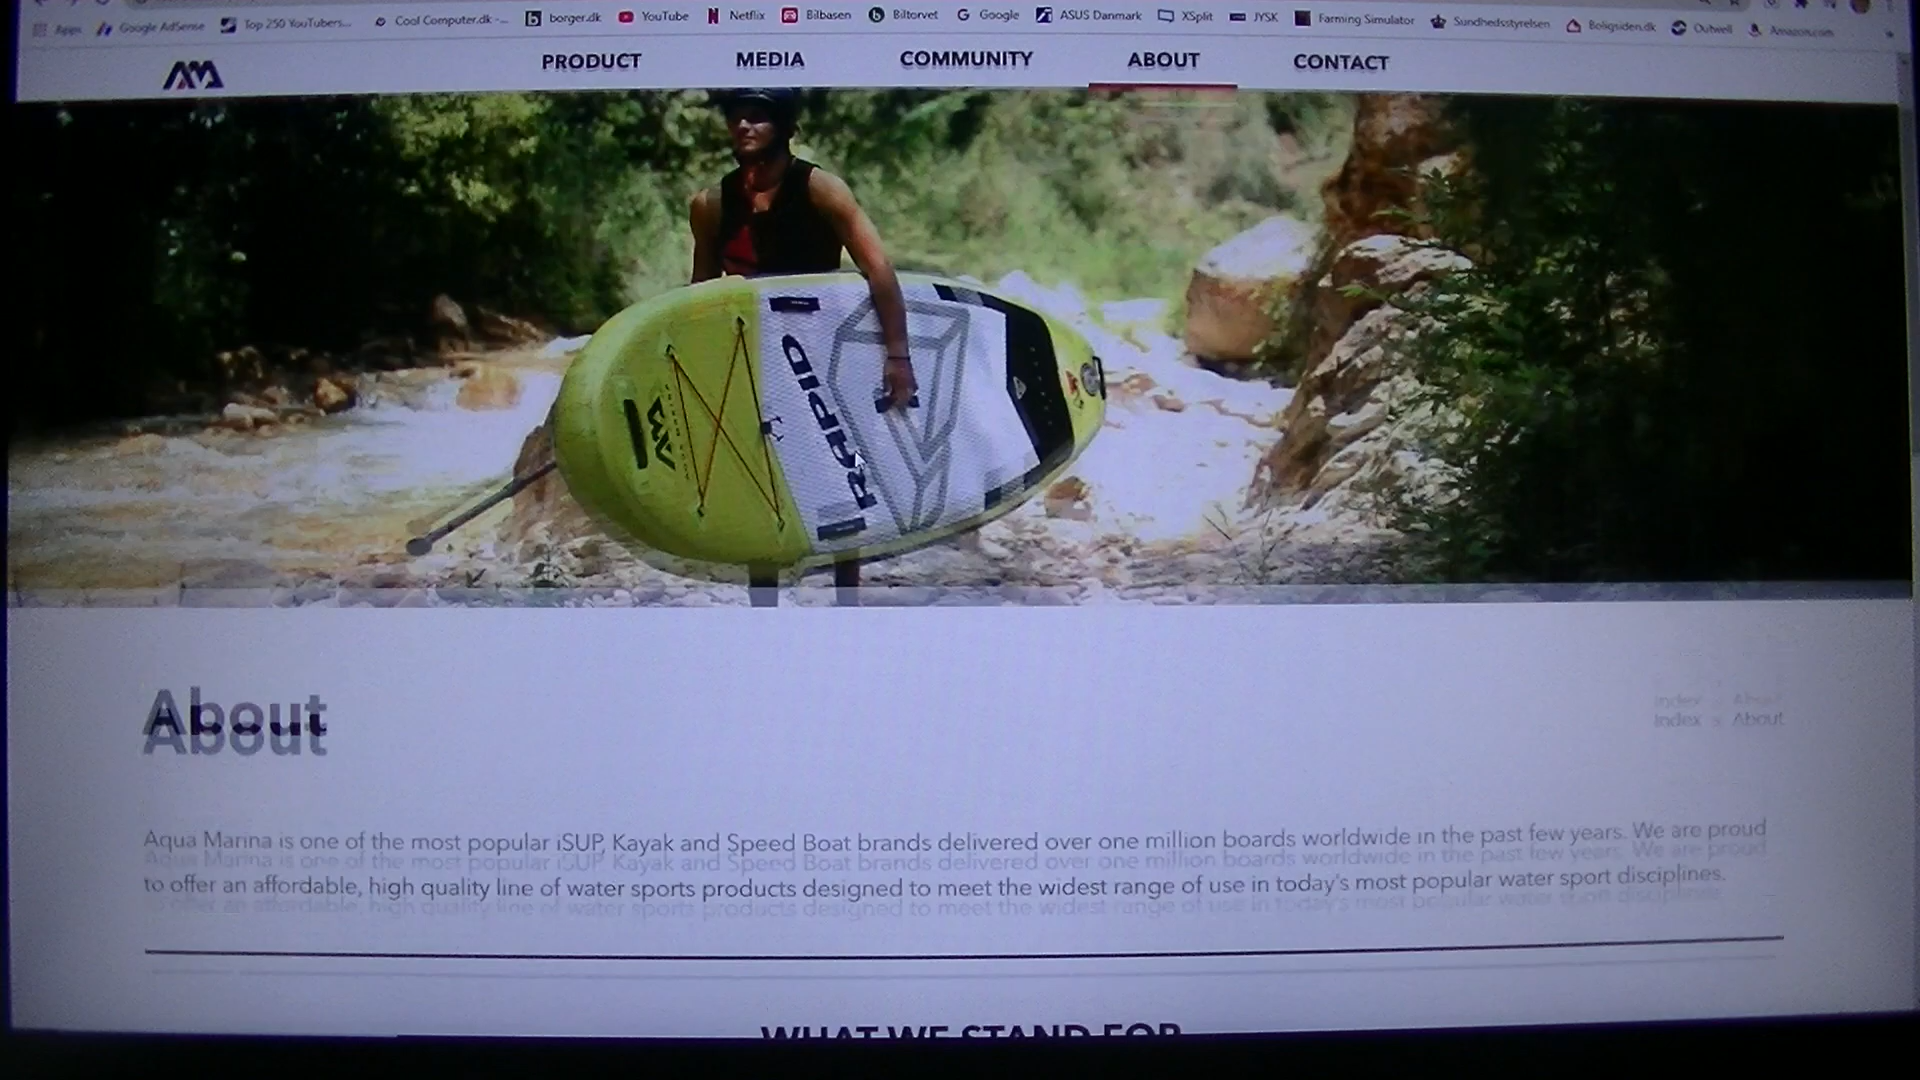 Apps Google AdSense Top 250 YouTubers... Cool Computer.dk -... borger.dk YouTube Netflix Bilbasen Biltorvet Google ASUS Danmark XSplit JYSK Farming Simulator Sundhedsstyrelsen Boligsiden.dk Outwell Amazon.com
PRODUCT MEDIA COMMUNITY ABOUT CONTACT
RAPID
AQUA MARINA
About
Index > About
Aqua Marina is one of the most popular iSUP, Kayak and Speed Boat brands delivered over one million boards worldwide in the past few years. We are proud
to offer an affordable, high quality line of water sports products designed to meet the widest range of use in today's most popular water sport disciplines.
WHAT WE STAND FOR